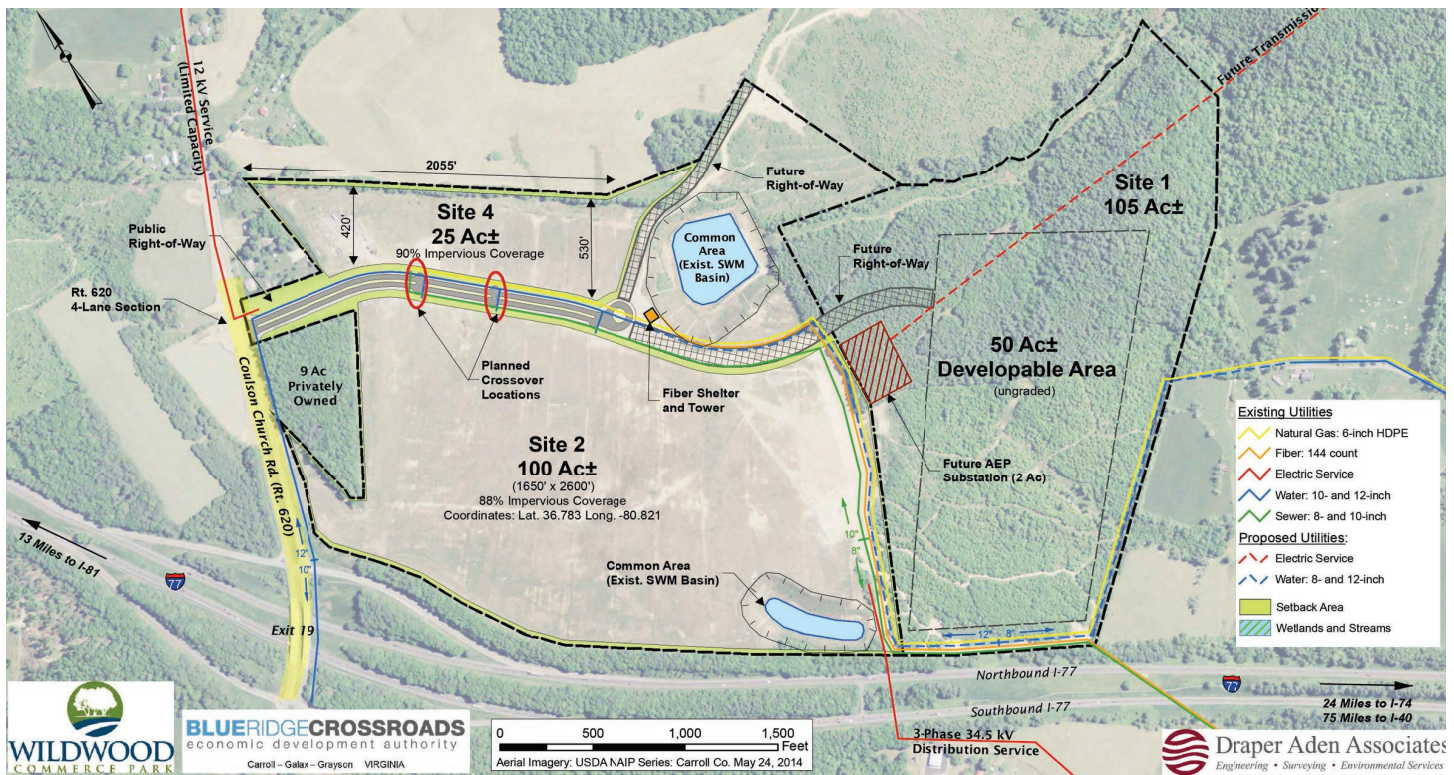 12 kV Service
(Limited Capacity)
Future Transmission
2055'
Future
Right-of-Way
Site 1
105 Ac±
Public
Right-of-Way
420'
Site 4
25 Ac±
90% Impervious Coverage
530'
Common
Area
(Exist. SWM
Basin)
Future
Right-of-Way
Rt. 620
4-Lane Section
9 Ac
Privately
Owned
Planned
Crossover
Locations
Fiber Shelter
and Tower
50 Ac±
Developable Area
(ungraded)
Coulson Church Rd. (Rt. 620)
Site 2
100 Ac±
(1650' x 2600')
88% Impervious Coverage
Coordinates: Lat. 36.783 Long. -80.821
Future AEP
Substation (2 Ac)
Existing Utilities
Natural Gas: 6-inch HDPE
Fiber: 144 count
Electric Service
Water: 10- and 12-inch
Sewer: 8- and 10-inch
Proposed Utilities:
Electric Service
Water: 8- and 12-inch
Setback Area
Wetlands and Streams
13 Miles to I-81
77
12"
10"
10"
8"
Common Area
(Exist. SWM Basin)
Exit 19
12" 8"
Northbound I-77
Southbound I-77
77
24 Miles to I-74
75 Miles to I-40
3-Phase 34.5 kV
Distribution Service
WILDWOOD
COMMERCE PARK
BLUERIDGECROSSROADS
economic development authority
Carroll – Galax – Grayson VIRGINIA
0 500 1,000 1,500
Feet
Aerial Imagery: USDA NAIP Series: Carroll Co. May 24, 2014
Draper Aden Associates
Engineering • Surveying • Environmental Services